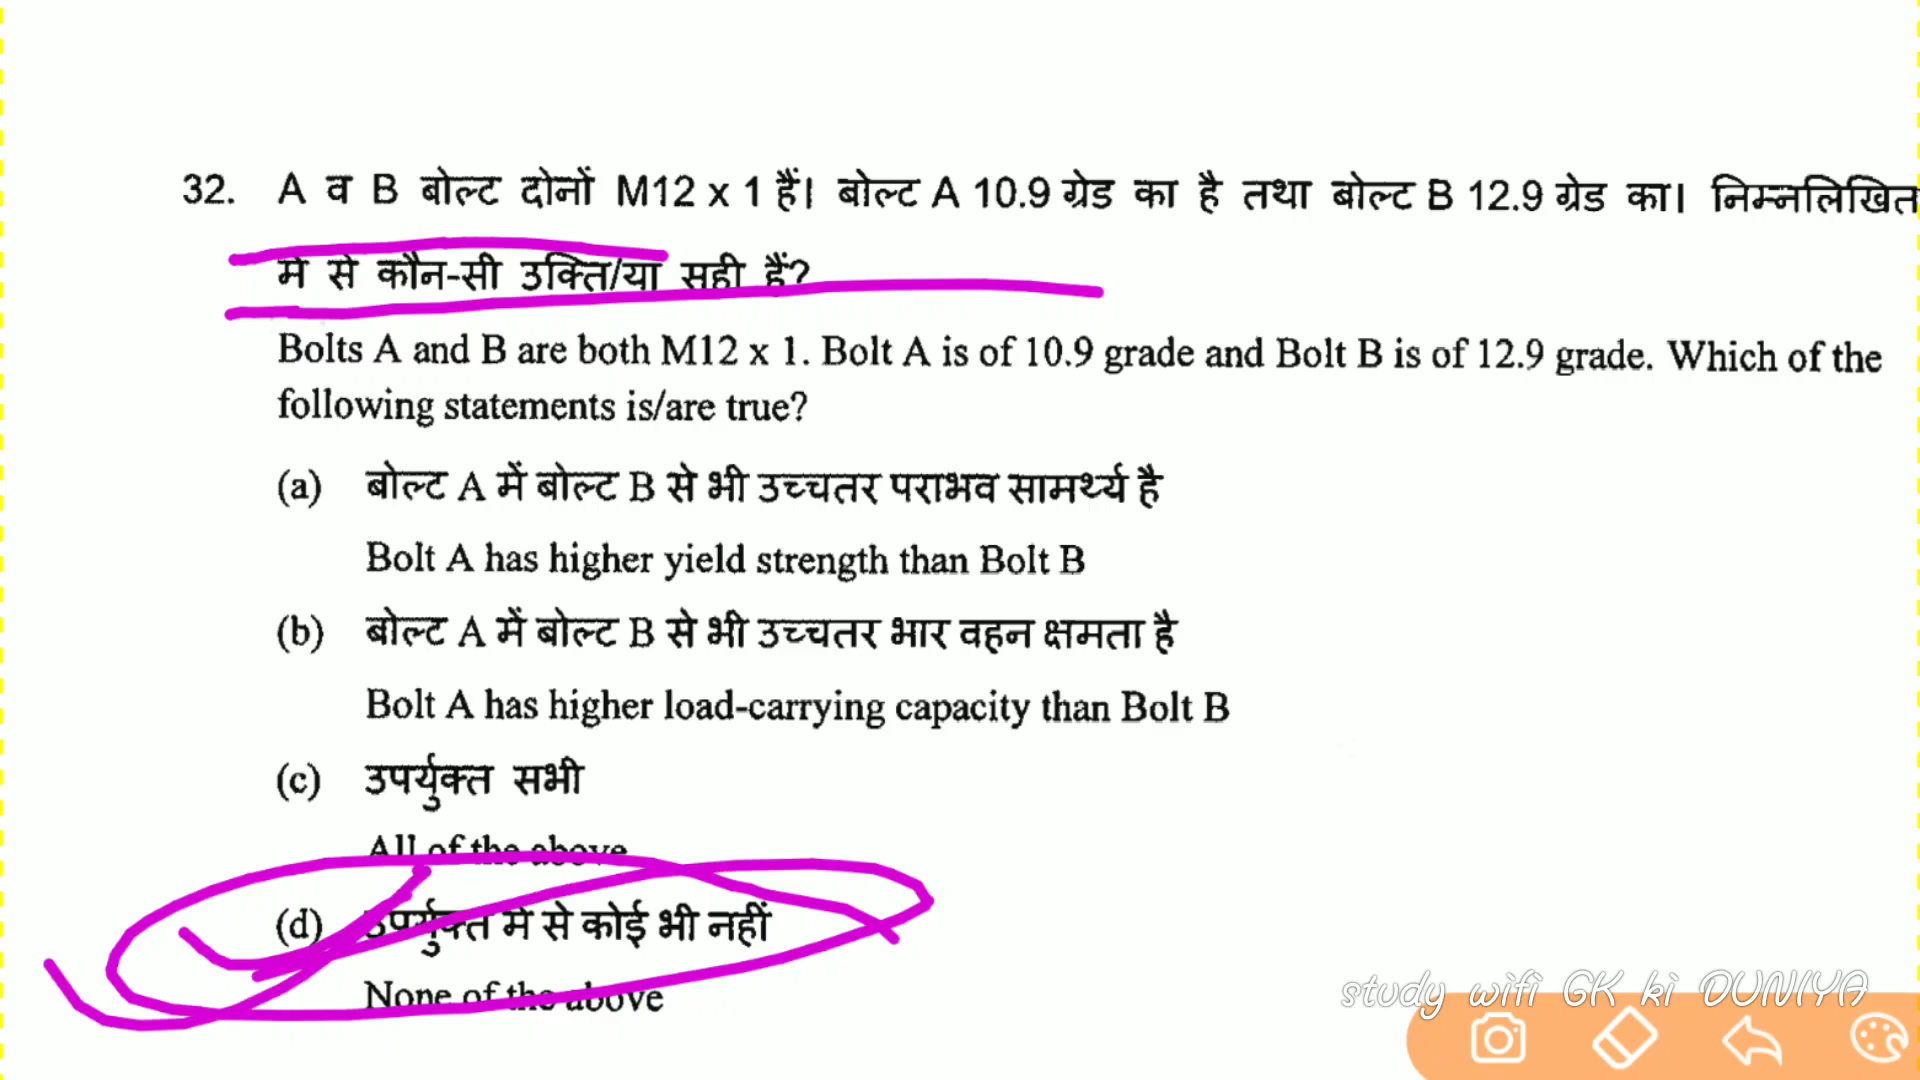 32. A व B बोल्ट दोनों M12 x 1 हैं। बोल्ट A 10.9 ग्रेड का है तथा बोल्ट B 12.9 ग्रेड का। निम्नलिखित
में से कौन-सी उक्ति/या सही हैं?
Bolts A and B are both M12 x 1. Bolt A is of 10.9 grade and Bolt B is of 12.9 grade. Which of the
following statements is/are true?
(a) बोल्ट A में बोल्ट B से भी उच्चतर पराभव सामर्थ्य है
Bolt A has higher yield strength than Bolt B
(b) बोल्ट A में बोल्ट B से भी उच्चतर भार वहन क्षमता है
Bolt A has higher load-carrying capacity than Bolt B
(c) उपर्युक्त सभी
All of the above
(d) उपर्युक्त में से कोई भी नहीं
None of the above
study wifi GK ki DUNIYA